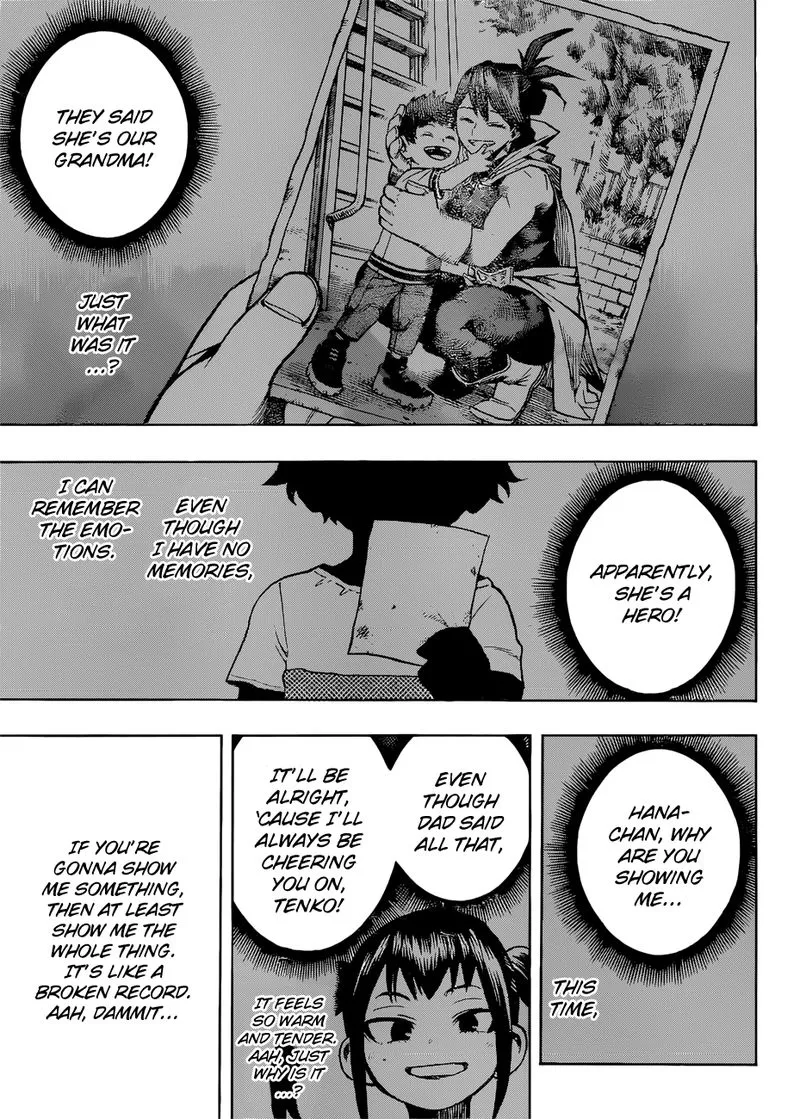 THEY SAID
SHE'S OUR
GRANDMA!
JUST
WHAT
WAS IT
...?
APPARENTLY,
SHE'S A
HERO!
EVEN
THOUGH
I HAVE NO
MEMORIES,
I CAN
REMEMBER
THE EMO-
TIONS.
HANA-
CHAN, WHY
ARE YOU
SHOWING
ME...
THIS
TIME,
EVEN
THOUGH
DAD SAID
ALL THAT,
IT'LL BE
ALRIGHT,
'CAUSE I'LL
ALWAYS BE
CHEERING
YOU ON,
TENKO!
IT FEELS
SO WARM
AND TENDER.
AAH, JUST
WHY IS IT
...?
IF YOU'RE
GONNA SHOW
ME SOMETHING,
THEN AT LEAST
SHOW ME THE
WHOLE THING.
IT'S LIKE A
BROKEN RECORD.
AAH, DAMMIT...